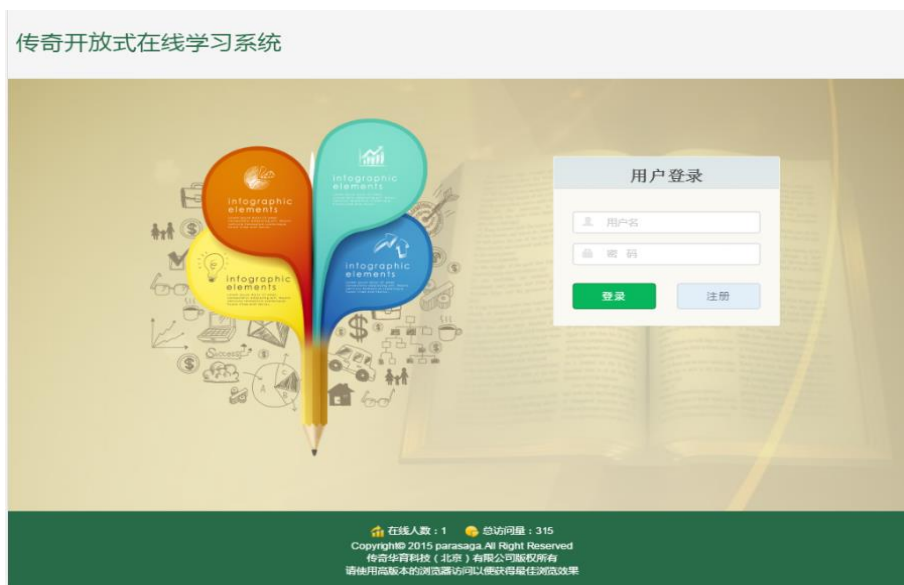 传奇开放式在线学习系统
infographic
elements
infographic
elements
infographic
elements
infographic
elements
Success
A
B
C
用户登录
用户名
密 码
登录
注册
在线人数：1 总访问量：315
Copyright© 2015 parasaga.All Right Reserved
传奇华育科技（北京）有限公司版权所有
请使用高版本的浏览器访问以便获得最佳浏览效果